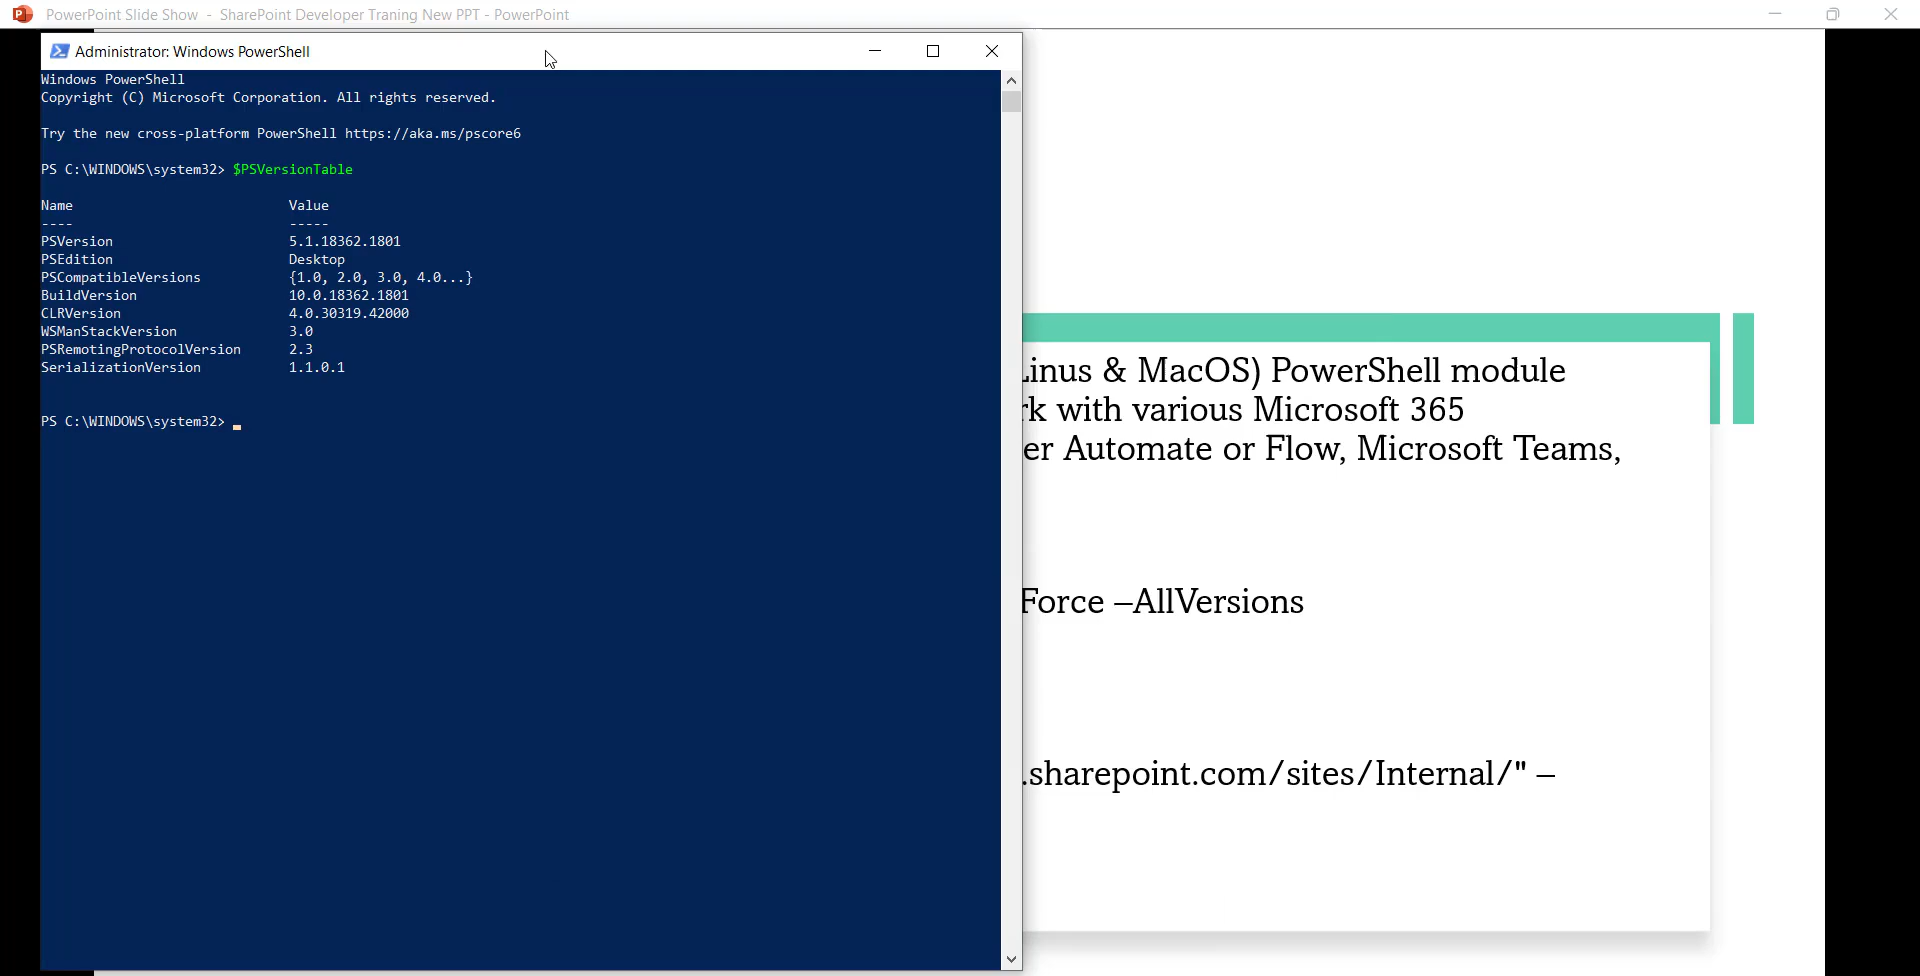 PowerPoint Slide Show - SharePoint Developer Traning New PPT - PowerPoint
Administrator: Windows PowerShell
Windows PowerShell
Copyright (C) Microsoft Corporation. All rights reserved.
Try the new cross-platform PowerShell https://aka.ms/pscore6
PS C:\WINDOWS\system32> $PSVersionTable
Name Value
---- -----
PSVersion 5.1.18362.1801
PSEdition Desktop
PSCompatibleVersions {1.0, 2.0, 3.0, 4.0...}
BuildVersion 10.0.18362.1801
CLRVersion 4.0.30319.42000
WSManStackVersion 3.0
PSRemotingProtocolVersion 2.3
SerializationVersion 1.1.0.1
PS C:\WINDOWS\system32>
Linus & MacOS) PowerShell module
rk with various Microsoft 365
er Automate or Flow, Microsoft Teams,
Force –AllVersions
.sharepoint.com/sites/Internal/" –